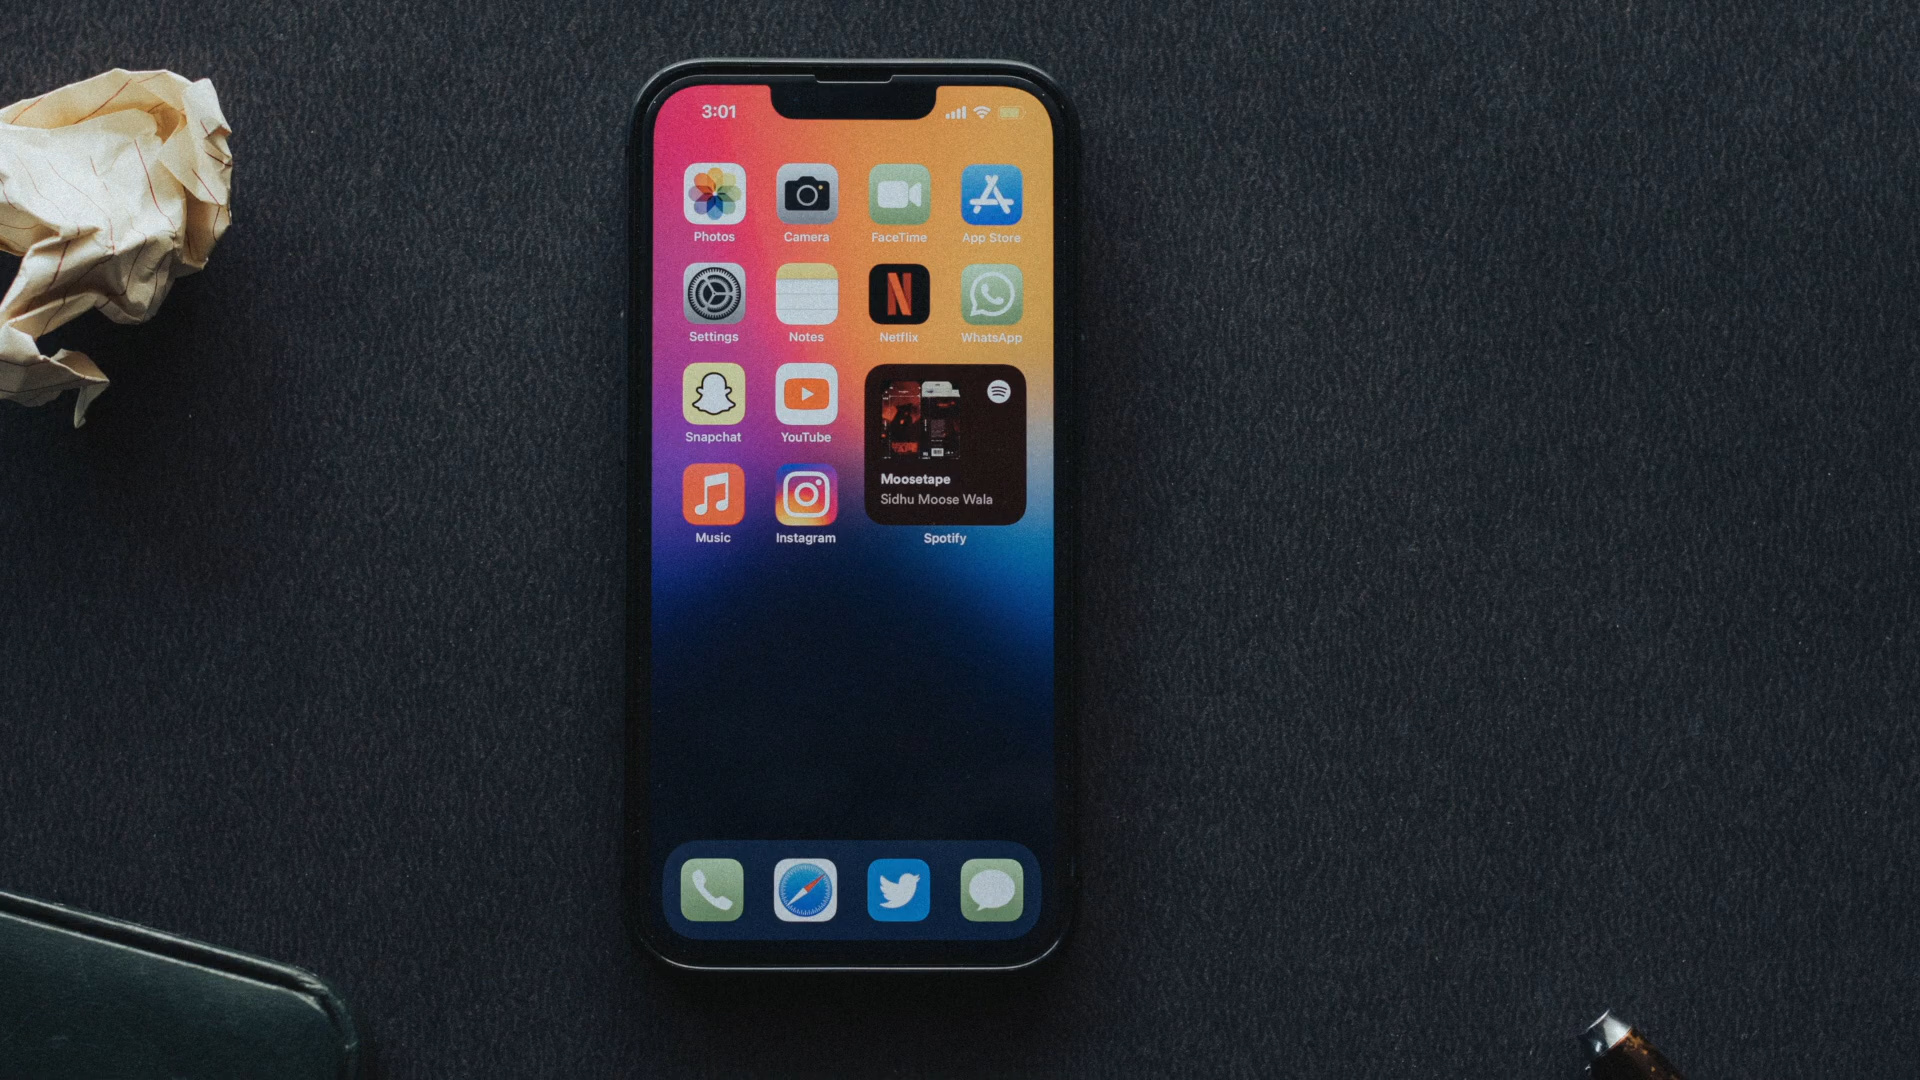 3:01
Photos Camera FaceTime App Store
Settings Notes Netflix WhatsApp
Snapchat YouTube
Moosetape
Sidhu Moose Wala
Music Instagram Spotify